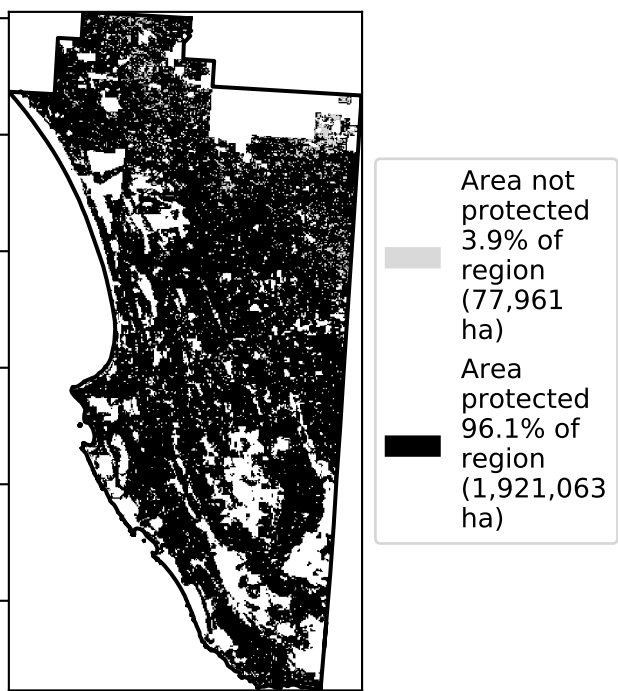 Area not
protected
3.9% of
region
(77,961
ha)
Area
protected
96.1% of
region
(1,921,063
ha)